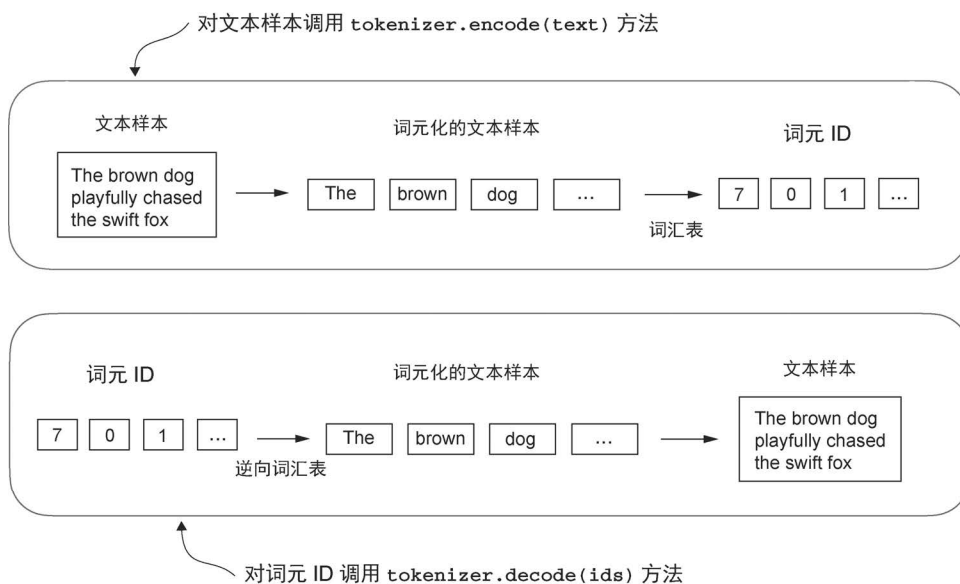 对文本样本调用 tokenizer.encode(text) 方法
文本样本
词元化的文本样本
词元 ID
The brown dog
playfully chased
the swift fox
The
brown
dog
...
7
0
1
...
词汇表
词元 ID
词元化的文本样本
文本样本
7
0
1
...
The
brown
dog
...
The brown dog
playfully chased
the swift fox
逆向词汇表
对词元 ID 调用 tokenizer.decode(ids) 方法